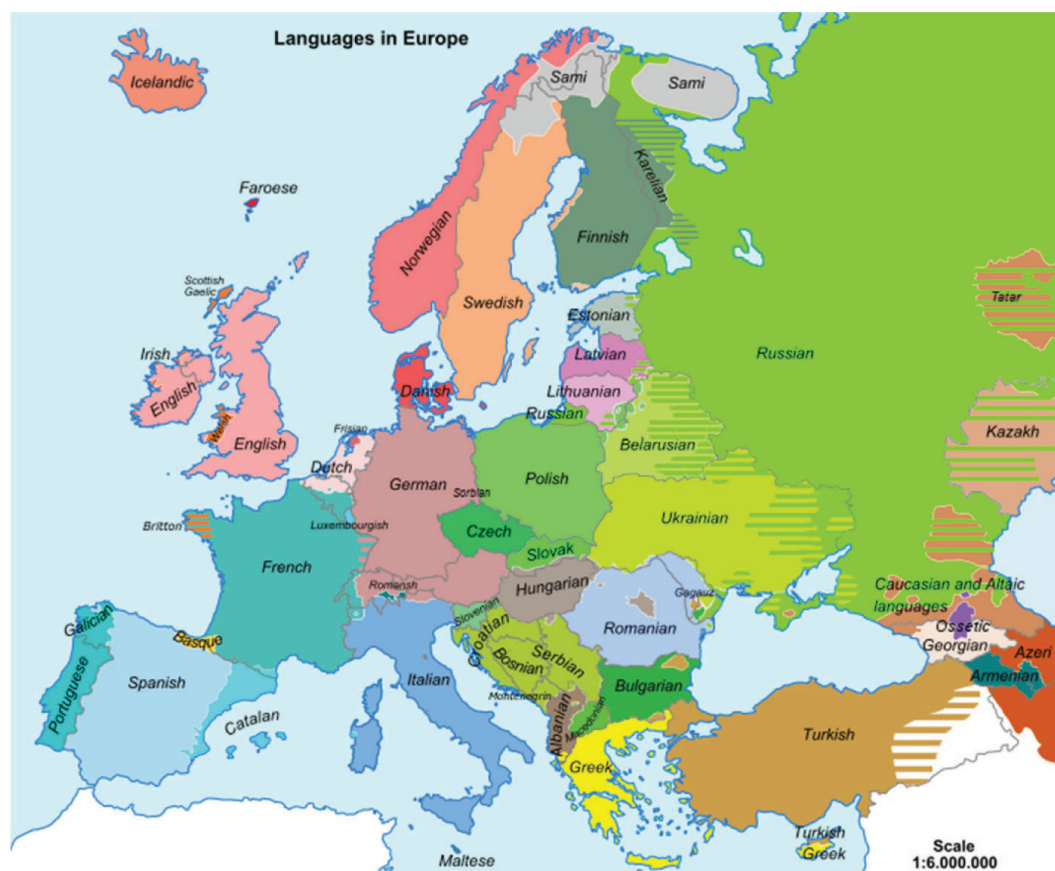 Languages in Europe
Icelandic
Sami
Sami
Faroese
Norwegian
Karelian
Finnish
Swedish
Scottish
Gaelic
Estonian
Tatar
Irish
Latvian
Russian
English
Danish
Lithuanian
Russian
Kazakh
Welsh
English
Frisian
Belarusian
Dutch
German
Sorbian
Polish
Britton
Luxembourgish
Czech
Ukrainian
Slovak
French
Romansh
Hungarian
Gagauz
Caucasian and Altaic
languages
Galician
Slovenian
Croatian
Romanian
Ossetic
Basque
Serbian
Georgian
Azeri
Bosnian
Portuguese
Spanish
Italian
Bulgarian
Armenian
Montenegrin
Catalan
Albanian
Macedonian
Turkish
Greek
Turkish
Greek
Maltese
Scale
1:6.000.000